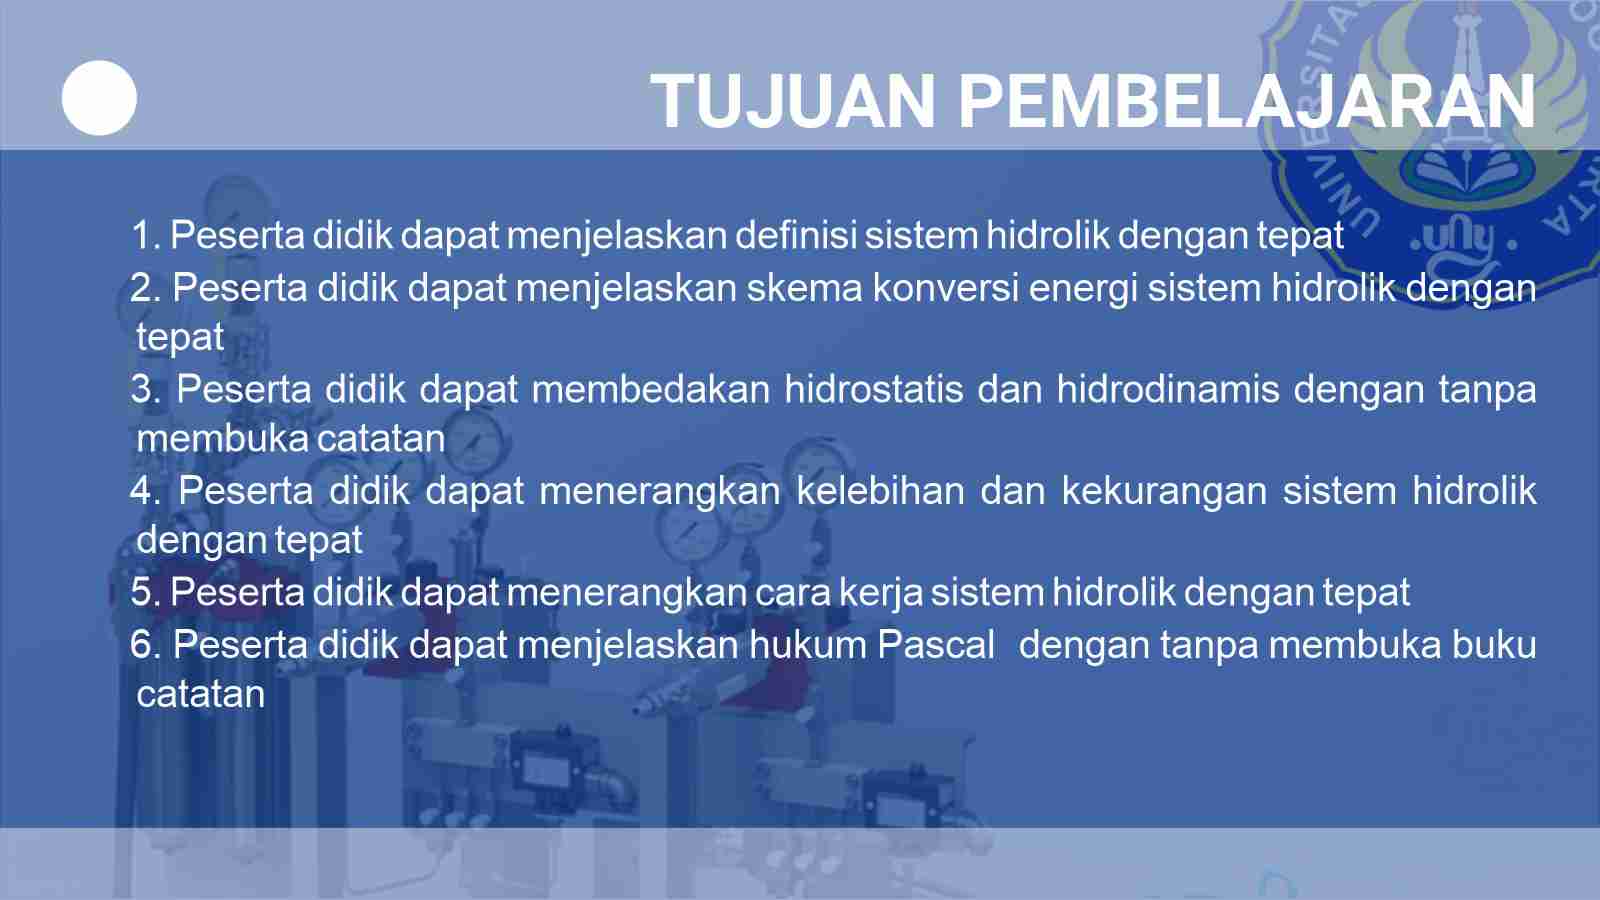 TUJUAN PEMBELAJARAN
1. Peserta didik dapat menjelaskan definisi sistem hidrolik dengan tepat
2. Peserta didik dapat menjelaskan skema konversi energi sistem hidrolik dengan
tepat
3. Peserta didik dapat membedakan hidrostatis dan hidrodinamis dengan tanpa
membuka catatan
4. Peserta didik dapat menerangkan kelebihan dan kekurangan sistem hidrolik
dengan tepat
5. Peserta didik dapat menerangkan cara kerja sistem hidrolik dengan tepat
6. Peserta didik dapat menjelaskan hukum Pascal dengan tanpa membuka buku
catatan
UNIVERSITAS
uny